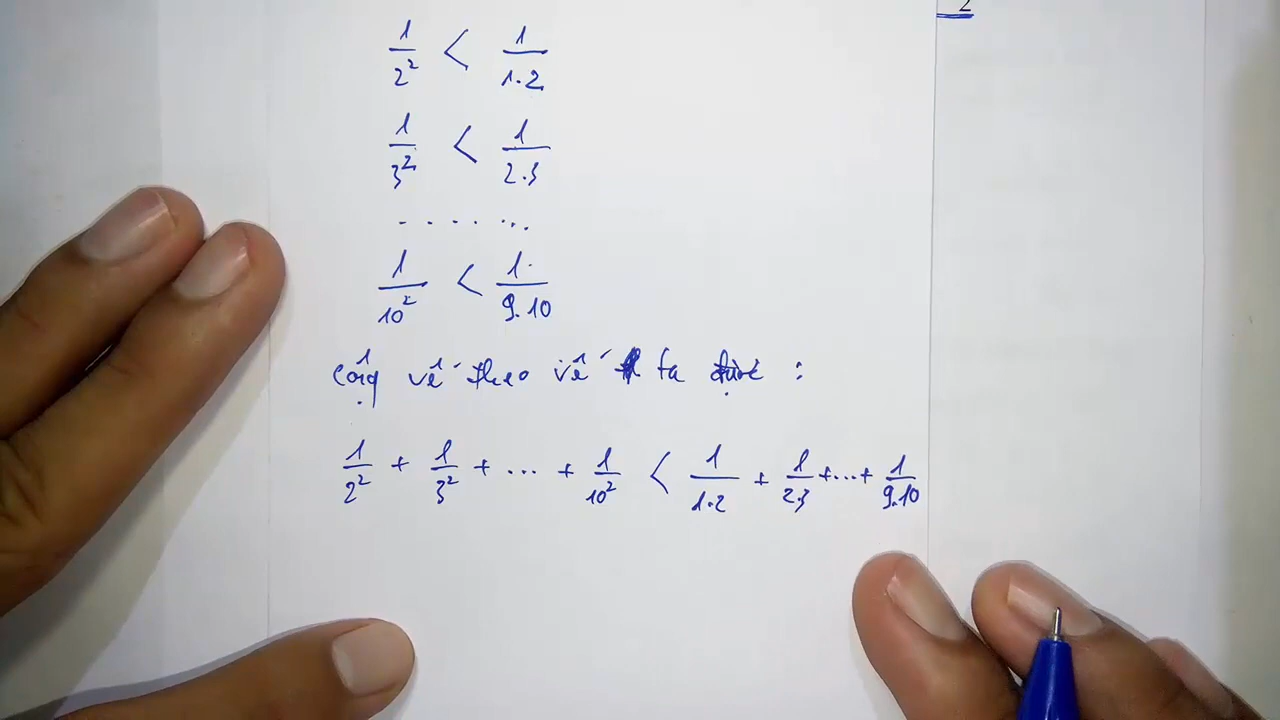 2
1/2² < 1/1.2
1/3² < 1/2.3
. . . . . . .
1/10² < 1/9.10
Cộng vế theo vế ta được :
1/2² + 1/3² + ... + 1/10² < 1/1.2 + 1/2.3 + ... + 1/9.10